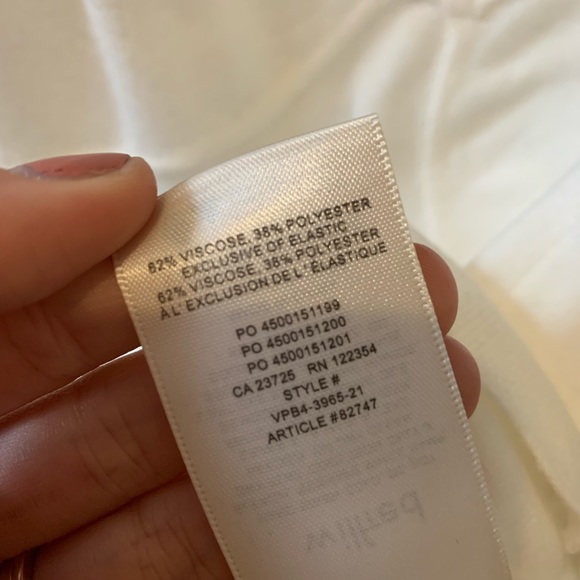 62% VISCOSE, 38% POLYESTER
EXCLUSIVE OF ELASTIC
62% VISCOSE, 38% POLYESTER
À L'EXCLUSION DE L'ÉLASTIQUE
PO 4500151199
PO 4500151200
PO 4500151201
CA 23725 RN 122354
STYLE #
VPB4-3965-21
ARTICLE #82747
wilfred